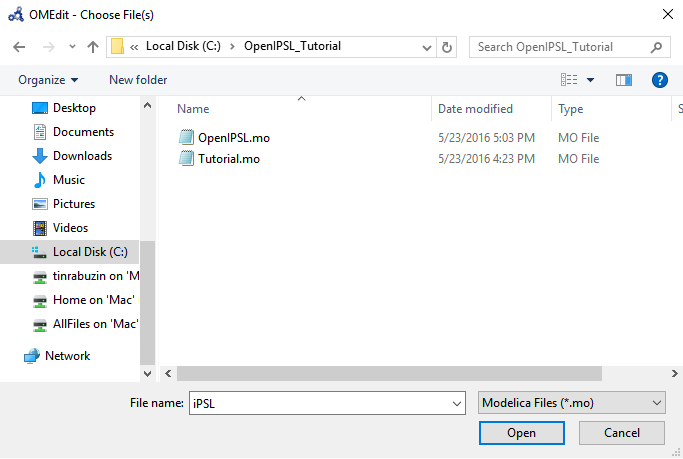 OMEdit - Choose File(s)
Local Disk (C:) OpenIPSL_Tutorial Search OpenIPSL_Tutorial
Organize New folder
Name Date modified Type S
Desktop
Documents
Downloads
Music
Pictures
Videos
Local Disk (C:)
tinrabuzin on 'M
Home on 'Mac'
AllFiles on 'Mac'
Network
OpenIPSL.mo 5/23/2016 5:03 PM MO File
Tutorial.mo 5/23/2016 4:23 PM MO File
File name: iPSL Modelica Files (*.mo)
Open Cancel